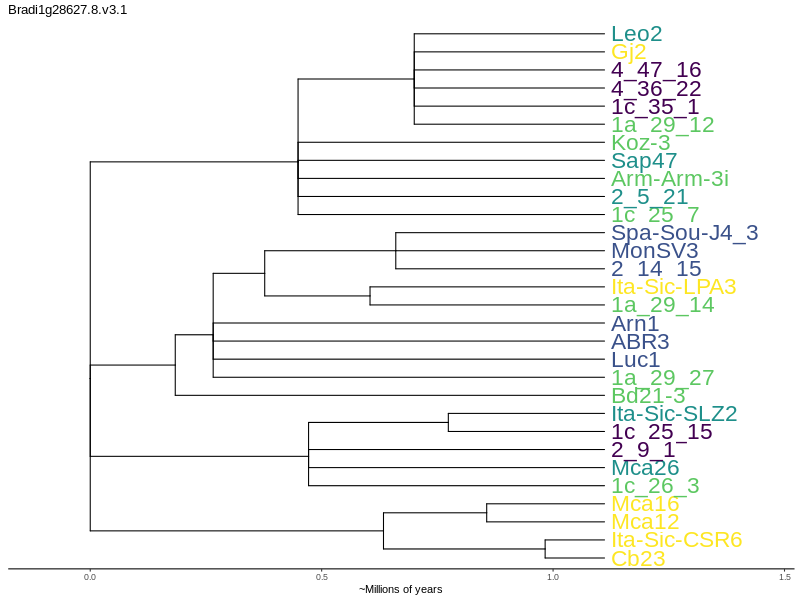 Bradi1g28627.8.v3.1
Leo2
Gj2
4_47_16
4_36_22
1c_35_1
1a_29_12
Koz-3
Sap47
Arm-Arm-3i
2_5_21
1c_25_7
Spa-Sou-J4_3
MonSV3
2_14_15
Ita-Sic-LPA3
1a_29_14
Arn1
ABR3
Luc1
1a_29_27
Bd21-3
Ita-Sic-SLZ2
1c_25_15
2_9_1
Mca26
1c_26_3
Mca16
Mca12
Ita-Sic-CSR6
Cb23
0.0 0.5 1.0 1.5
~Millions of years